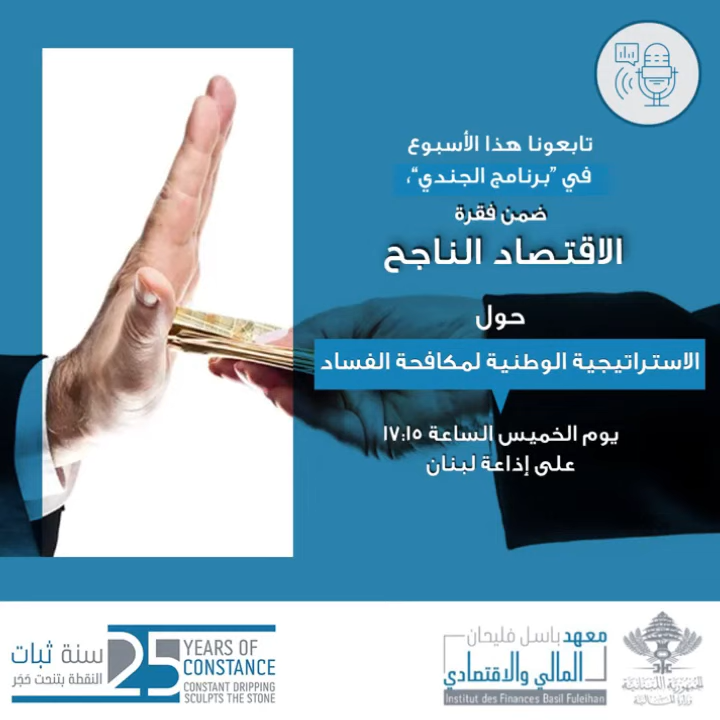 تابعونا هذا الأسبوع
في "برنامج الجندي"،
ضمن فقرة
الاقتصاد الناجح
حول
الاستراتيجية الوطنية لمكافحة الفساد
يوم الخميس الساعة ١٧:١٥
على إذاعة لبنان
سنة ثبات
النقطة بتنحت حَجَر
25
YEARS OF
CONSTANCE
CONSTANT DRIPPING
SCULPTS THE STONE
معهد باسل فليحان
المالي والاقتصادي
Institut des Finances Basil Fuleihan
الجمهورية اللبنانية
وزارة المالية